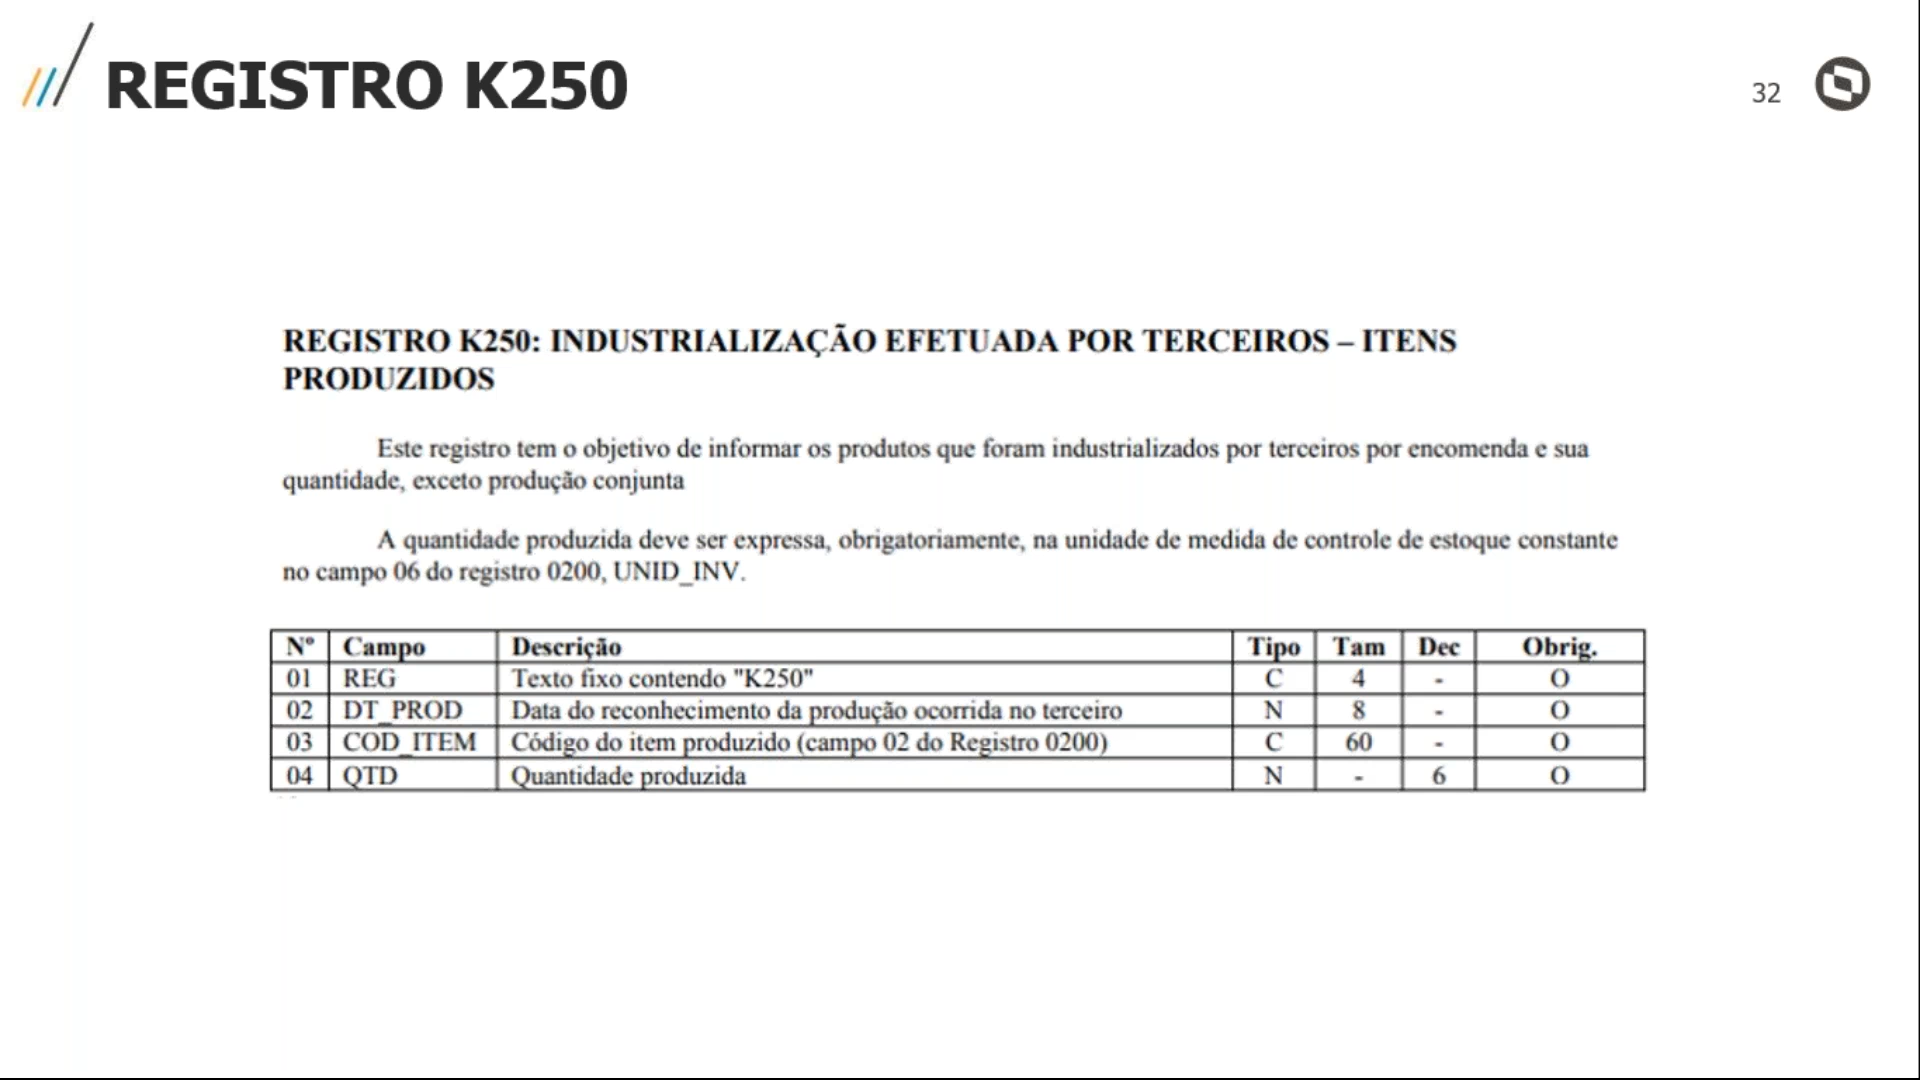 REGISTRO K250
32
REGISTRO K250: INDUSTRIALIZAÇÃO EFETUADA POR TERCEIROS – ITENS
PRODUZIDOS
Este registro tem o objetivo de informar os produtos que foram industrializados por terceiros por encomenda e sua
quantidade, exceto produção conjunta
A quantidade produzida deve ser expressa, obrigatoriamente, na unidade de medida de controle de estoque constante
no campo 06 do registro 0200, UNID_INV.
Nº Campo Descrição Tipo Tam Dec Obrig.
01 REG Texto fixo contendo "K250" C 4 - O
02 DT_PROD Data do reconhecimento da produção ocorrida no terceiro N 8 - O
03 COD_ITEM Código do item produzido (campo 02 do Registro 0200) C 60 - O
04 QTD Quantidade produzida N - 6 O